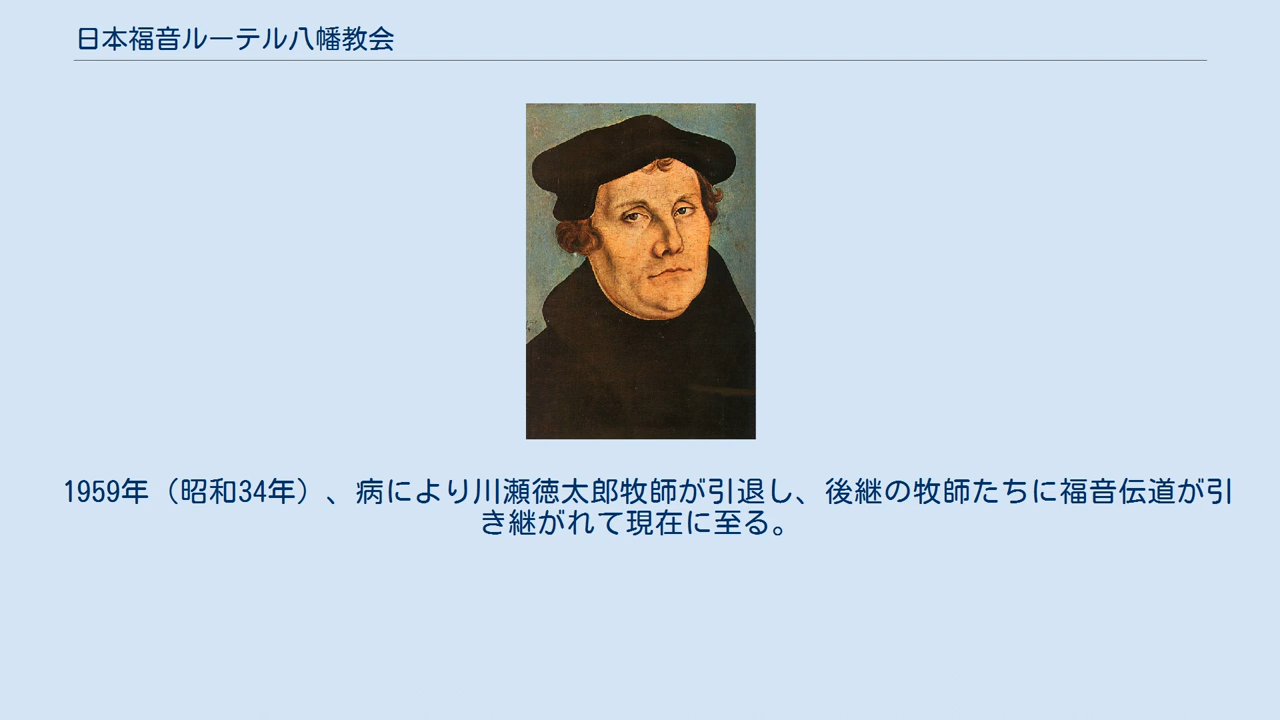 日本福音ルーテル八幡教会
1959年（昭和34年）、病により川瀬徳太郎牧師が引退し、後継の牧師たちに福音伝道が引
き継がれて現在に至る。